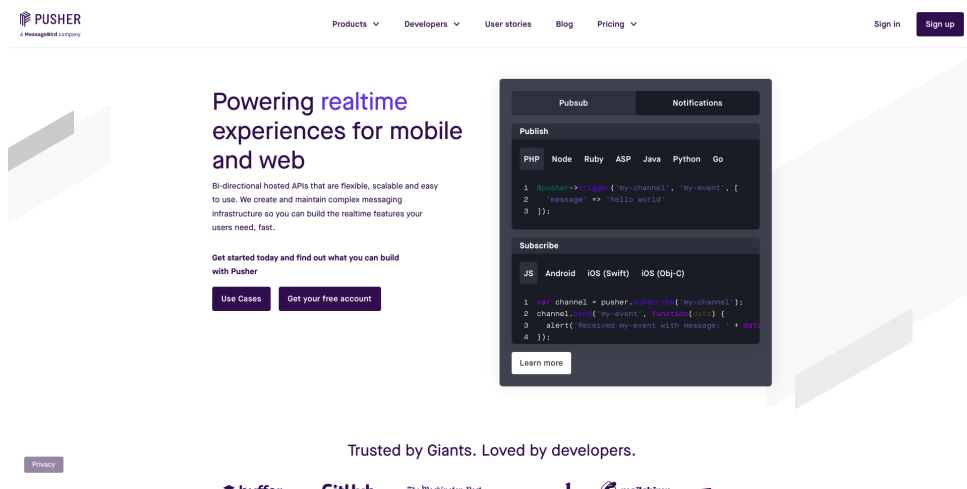 PUSHER
A MessageBird company
Products
Developers
User stories
Blog
Pricing
Sign in
Sign up
Powering realtime
experiences for mobile
and web
Bi-directional hosted APIs that are flexible, scalable and easy
to use. We create and maintain complex messaging
infrastructure so you can build the realtime features your
users need, fast.
Get started today and find out what you can build
with Pusher
Use Cases
Get your free account
Pubsub
Notifications
Publish
PHP Node Ruby ASP Java Python Go
1 $pusher->trigger('my-channel', 'my-event', [
2 'message' => 'hello world'
3 ]);
Subscribe
JS Android iOS (Swift) iOS (Obj-C)
1 var channel = pusher.subscribe('my-channel');
2 channel.bind('my-event', function(data) {
3 alert('Received my-event with message: ' + data
4 });
Learn more
Trusted by Giants. Loved by developers.
Privacy
buffer
GitHub
The Washington Post
mailchimp